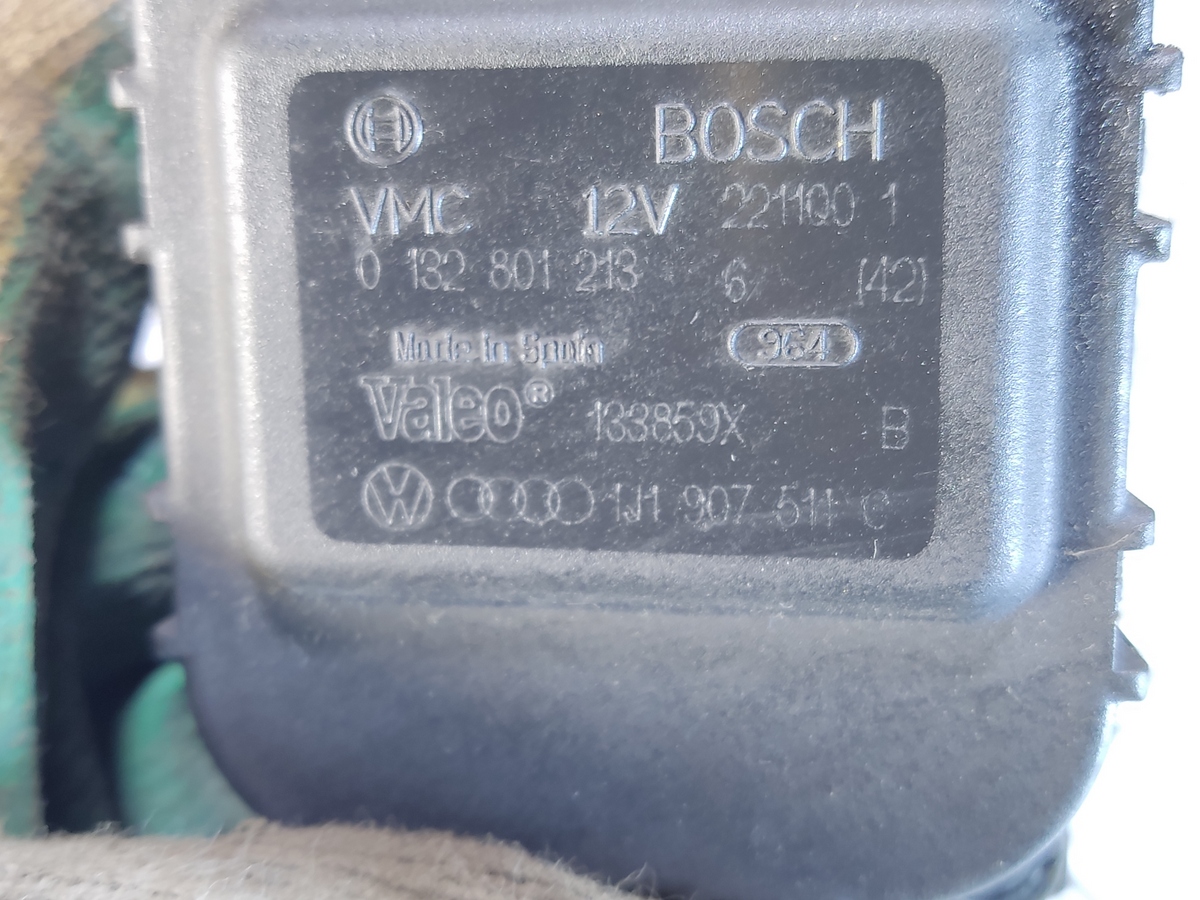 BOSCH
VMC 12V 221100 1
0 132 801 213 6 (42)
Made in Spain 964
Valeo® 133859X B
1J1 907 511 C